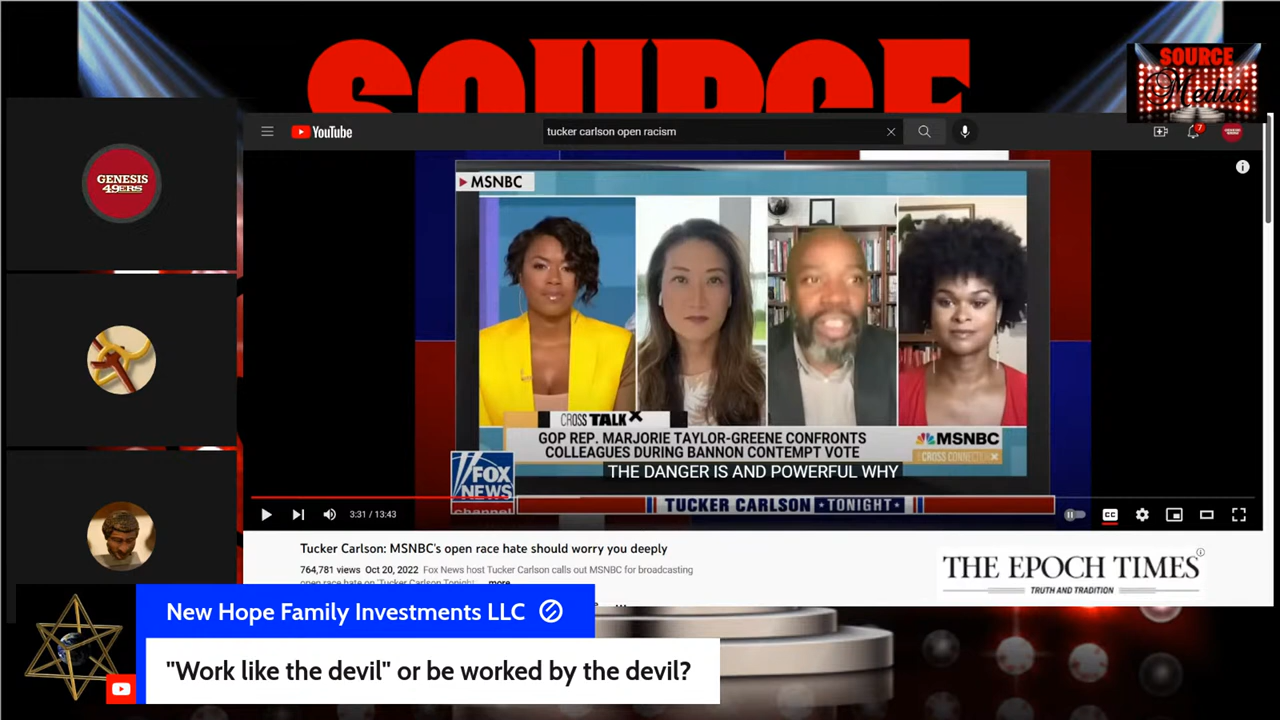 SOURCE
SOURCE
Media
GENESIS
49ERS
YouTube
tucker carlson open racism
7
MSNBC
CROSS TALK
GOP REP. MARJORIE TAYLOR-GREENE CONFRONTS
COLLEAGUES DURING BANNON CONTEMPT VOTE
MSNBC
CROSS CONNECTION
THE DANGER IS AND POWERFUL WHY
FOX
NEWS
channel
TUCKER CARLSON TONIGHT
3:31 / 13:43
CC
Tucker Carlson: MSNBC's open race hate should worry you deeply
764,781 views Oct 20, 2022 Fox News host Tucker Carlson calls out MSNBC for broadcasting
open race hate on 'Tucker Carlson Tonight' ... more
THE EPOCH TIMES
TRUTH AND TRADITION
New Hope Family Investments LLC
"Work like the devil" or be worked by the devil?